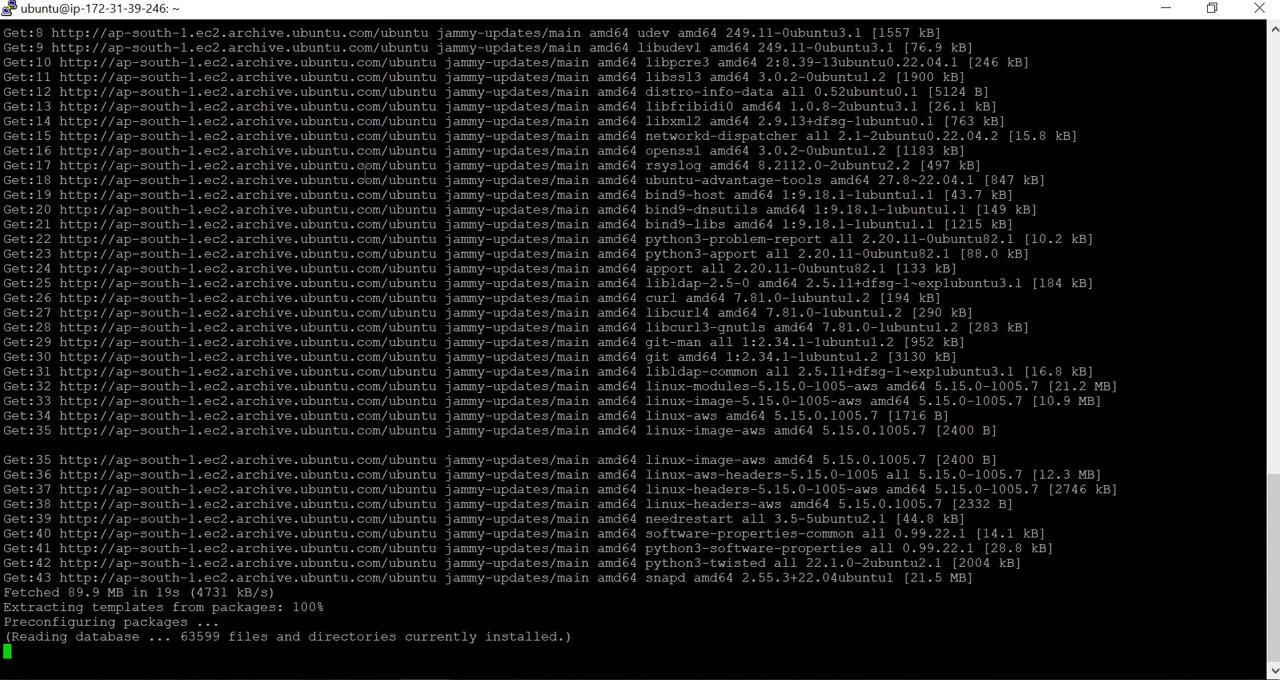 ubuntu@ip-172-31-39-246: ~
Get:8 http://ap-south-1.ec2.archive.ubuntu.com/ubuntu jammy-updates/main amd64 udev amd64 249.11-0ubuntu3.1 [1557 kB]
Get:9 http://ap-south-1.ec2.archive.ubuntu.com/ubuntu jammy-updates/main amd64 libudev1 amd64 249.11-0ubuntu3.1 [76.9 kB]
Get:10 http://ap-south-1.ec2.archive.ubuntu.com/ubuntu jammy-updates/main amd64 libpcre3 amd64 2:8.39-13ubuntu0.22.04.1 [246 kB]
Get:11 http://ap-south-1.ec2.archive.ubuntu.com/ubuntu jammy-updates/main amd64 libssl3 amd64 3.0.2-0ubuntu1.2 [1900 kB]
Get:12 http://ap-south-1.ec2.archive.ubuntu.com/ubuntu jammy-updates/main amd64 distro-info-data all 0.52ubuntu0.1 [5124 B]
Get:13 http://ap-south-1.ec2.archive.ubuntu.com/ubuntu jammy-updates/main amd64 libfribidi0 amd64 1.0.8-2ubuntu3.1 [26.1 kB]
Get:14 http://ap-south-1.ec2.archive.ubuntu.com/ubuntu jammy-updates/main amd64 libxml2 amd64 2.9.13+dfsg-1ubuntu0.1 [763 kB]
Get:15 http://ap-south-1.ec2.archive.ubuntu.com/ubuntu jammy-updates/main amd64 networkd-dispatcher all 2.1-2ubuntu0.22.04.2 [15.8 kB]
Get:16 http://ap-south-1.ec2.archive.ubuntu.com/ubuntu jammy-updates/main amd64 openssl amd64 3.0.2-0ubuntu1.2 [1183 kB]
Get:17 http://ap-south-1.ec2.archive.ubuntu.com/ubuntu jammy-updates/main amd64 rsyslog amd64 8.2112.0-2ubuntu2.2 [497 kB]
Get:18 http://ap-south-1.ec2.archive.ubuntu.com/ubuntu jammy-updates/main amd64 ubuntu-advantage-tools amd64 27.8~22.04.1 [847 kB]
Get:19 http://ap-south-1.ec2.archive.ubuntu.com/ubuntu jammy-updates/main amd64 bind9-host amd64 1:9.18.1-1ubuntu1.1 [43.7 kB]
Get:20 http://ap-south-1.ec2.archive.ubuntu.com/ubuntu jammy-updates/main amd64 bind9-dnsutils amd64 1:9.18.1-1ubuntu1.1 [149 kB]
Get:21 http://ap-south-1.ec2.archive.ubuntu.com/ubuntu jammy-updates/main amd64 bind9-libs amd64 1:9.18.1-1ubuntu1.1 [1215 kB]
Get:22 http://ap-south-1.ec2.archive.ubuntu.com/ubuntu jammy-updates/main amd64 python3-problem-report all 2.20.11-0ubuntu82.1 [10.2 kB]
Get:23 http://ap-south-1.ec2.archive.ubuntu.com/ubuntu jammy-updates/main amd64 python3-apport all 2.20.11-0ubuntu82.1 [88.0 kB]
Get:24 http://ap-south-1.ec2.archive.ubuntu.com/ubuntu jammy-updates/main amd64 apport all 2.20.11-0ubuntu82.1 [133 kB]
Get:25 http://ap-south-1.ec2.archive.ubuntu.com/ubuntu jammy-updates/main amd64 libldap-2.5-0 amd64 2.5.11+dfsg-1~exp1ubuntu3.1 [184 kB]
Get:26 http://ap-south-1.ec2.archive.ubuntu.com/ubuntu jammy-updates/main amd64 curl amd64 7.81.0-1ubuntu1.2 [194 kB]
Get:27 http://ap-south-1.ec2.archive.ubuntu.com/ubuntu jammy-updates/main amd64 libcurl4 amd64 7.81.0-1ubuntu1.2 [290 kB]
Get:28 http://ap-south-1.ec2.archive.ubuntu.com/ubuntu jammy-updates/main amd64 libcurl3-gnutls amd64 7.81.0-1ubuntu1.2 [283 kB]
Get:29 http://ap-south-1.ec2.archive.ubuntu.com/ubuntu jammy-updates/main amd64 git-man all 1:2.34.1-1ubuntu1.2 [952 kB]
Get:30 http://ap-south-1.ec2.archive.ubuntu.com/ubuntu jammy-updates/main amd64 git amd64 1:2.34.1-1ubuntu1.2 [3130 kB]
Get:31 http://ap-south-1.ec2.archive.ubuntu.com/ubuntu jammy-updates/main amd64 libldap-common all 2.5.11+dfsg-1~exp1ubuntu3.1 [16.8 kB]
Get:32 http://ap-south-1.ec2.archive.ubuntu.com/ubuntu jammy-updates/main amd64 linux-modules-5.15.0-1005-aws amd64 5.15.0-1005.7 [21.2 MB]
Get:33 http://ap-south-1.ec2.archive.ubuntu.com/ubuntu jammy-updates/main amd64 linux-image-5.15.0-1005-aws amd64 5.15.0-1005.7 [10.9 MB]
Get:34 http://ap-south-1.ec2.archive.ubuntu.com/ubuntu jammy-updates/main amd64 linux-aws amd64 5.15.0.1005.7 [1716 B]
Get:35 http://ap-south-1.ec2.archive.ubuntu.com/ubuntu jammy-updates/main amd64 linux-image-aws amd64 5.15.0.1005.7 [2400 B]
Get:35 http://ap-south-1.ec2.archive.ubuntu.com/ubuntu jammy-updates/main amd64 linux-image-aws amd64 5.15.0.1005.7 [2400 B]
Get:36 http://ap-south-1.ec2.archive.ubuntu.com/ubuntu jammy-updates/main amd64 linux-aws-headers-5.15.0-1005 all 5.15.0-1005.7 [12.3 MB]
Get:37 http://ap-south-1.ec2.archive.ubuntu.com/ubuntu jammy-updates/main amd64 linux-headers-5.15.0-1005-aws amd64 5.15.0-1005.7 [2746 kB]
Get:38 http://ap-south-1.ec2.archive.ubuntu.com/ubuntu jammy-updates/main amd64 linux-headers-aws amd64 5.15.0.1005.7 [2332 B]
Get:39 http://ap-south-1.ec2.archive.ubuntu.com/ubuntu jammy-updates/main amd64 needrestart all 3.5-5ubuntu2.1 [44.8 kB]
Get:40 http://ap-south-1.ec2.archive.ubuntu.com/ubuntu jammy-updates/main amd64 software-properties-common all 0.99.22.1 [14.1 kB]
Get:41 http://ap-south-1.ec2.archive.ubuntu.com/ubuntu jammy-updates/main amd64 python3-software-properties all 0.99.22.1 [28.8 kB]
Get:42 http://ap-south-1.ec2.archive.ubuntu.com/ubuntu jammy-updates/main amd64 python3-twisted all 22.1.0-2ubuntu2.1 [2004 kB]
Get:43 http://ap-south-1.ec2.archive.ubuntu.com/ubuntu jammy-updates/main amd64 snapd amd64 2.55.3+22.04ubuntu1 [21.5 MB]
Fetched 89.9 MB in 19s (4731 kB/s)
Extracting templates from packages: 100%
Preconfiguring packages ...
(Reading database ... 63599 files and directories currently installed.)